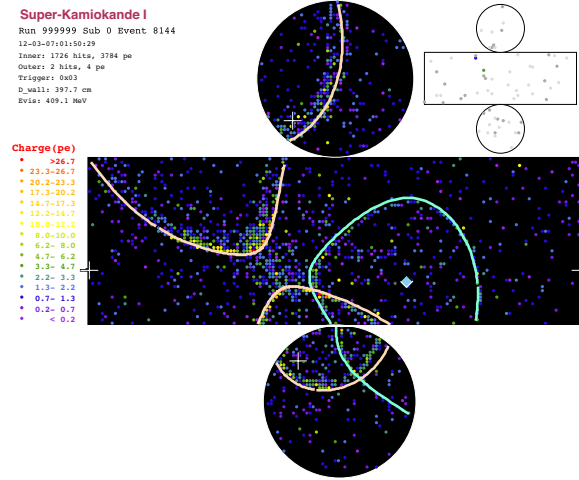 Super-Kamiokande I
Run 999999 Sub 0 Event 8144
12-03-07:01:50:29
Inner: 1726 hits, 3784 pe
Outer: 2 hits, 4 pe
Trigger: 0x03
D_wall: 397.7 cm
Evis: 409.1 MeV
Charge(pe)
>26.7
23.3-26.7
20.2-23.3
17.3-20.2
14.7-17.3
12.2-14.7
10.0-12.2
8.0-10.0
6.2- 8.0
4.7- 6.2
3.3- 4.7
2.2- 3.3
1.3- 2.2
0.7- 1.3
0.2- 0.7
< 0.2